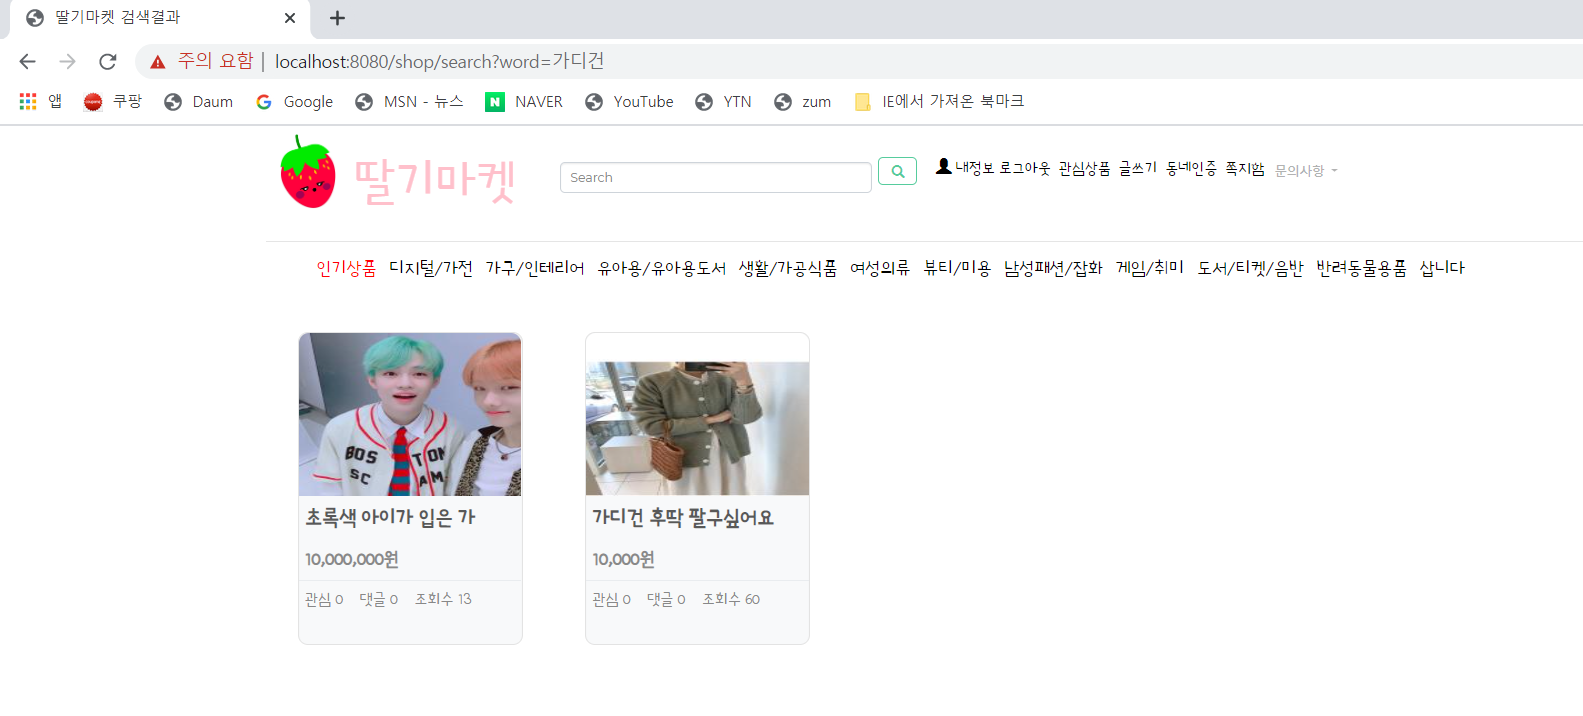 딸기마켓 검색결과
주의 요함 | localhost:8080/shop/search?word=가디건
앱 쿠팡 Daum Google MSN - 뉴스 NAVER YouTube YTN zum IE에서 가져온 북마크
딸기마켓 Search 내정보 로그아웃 관심상품 글쓰기 동네인증 쪽지함 문의사항
인기상품 디지털/가전 가구/인테리어 유아용/유아용도서 생활/가공식품 여성의류 뷰티/미용 남성패션/잡화 게임/취미 도서/티켓/음반 반려동물용품 삽니다
BOS TON
SC AM
초록색 아이가 입은 가
10,000,000원
관심 0 댓글 0 조회수 13
가디건 후딱 팔구싶어요
10,000원
관심 0 댓글 0 조회수 60